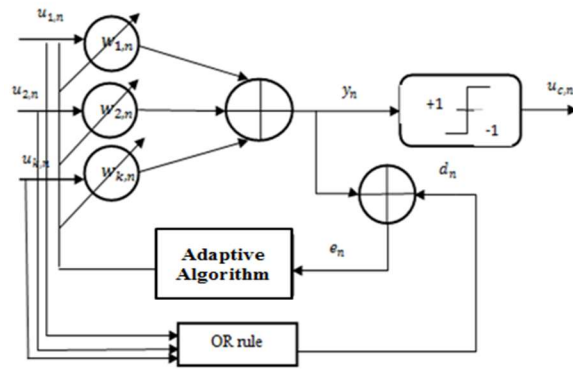 u1,n
w1,n
u2,n
w2,n
yn
+1
-1
uc,n
uk,n
wk,n
dn
en
Adaptive
Algorithm
OR rule